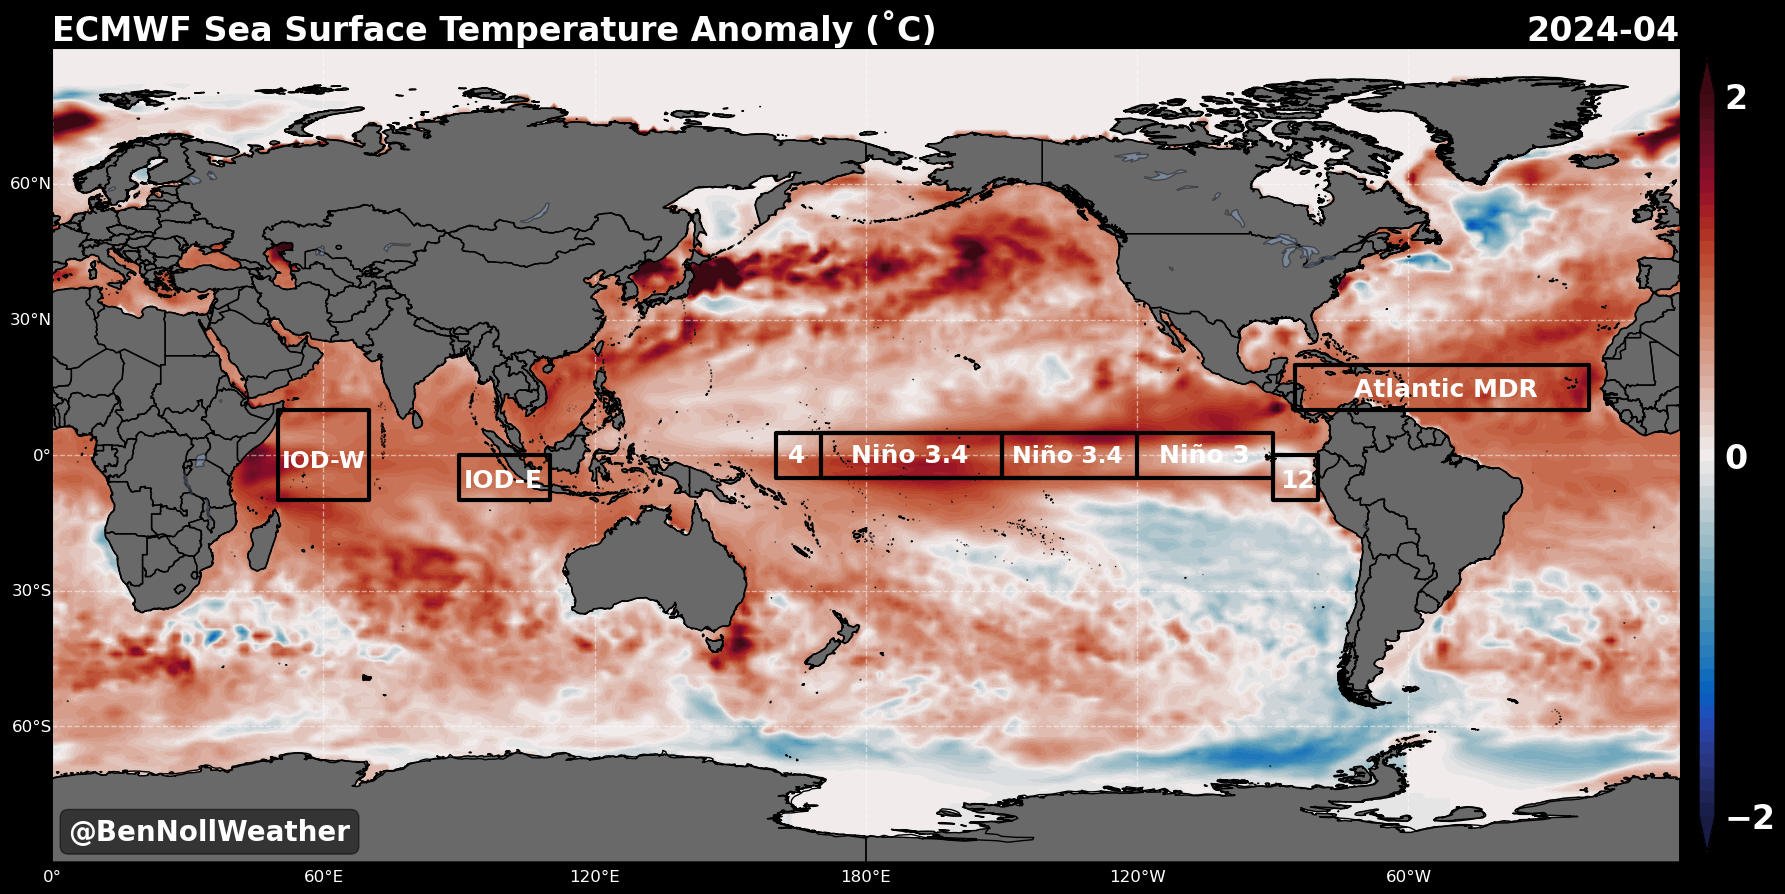 ECMWF Sea Surface Temperature Anomaly (˚C)
2024-04
2
60°N
30°N
Atlantic MDR
0°
IOD-W
IOD-E
4
Niño 3.4
Niño 3.4
Niño 3
12
0
30°S
60°S
−2
@BenNollWeather
0°
60°E
120°E
180°E
120°W
60°W